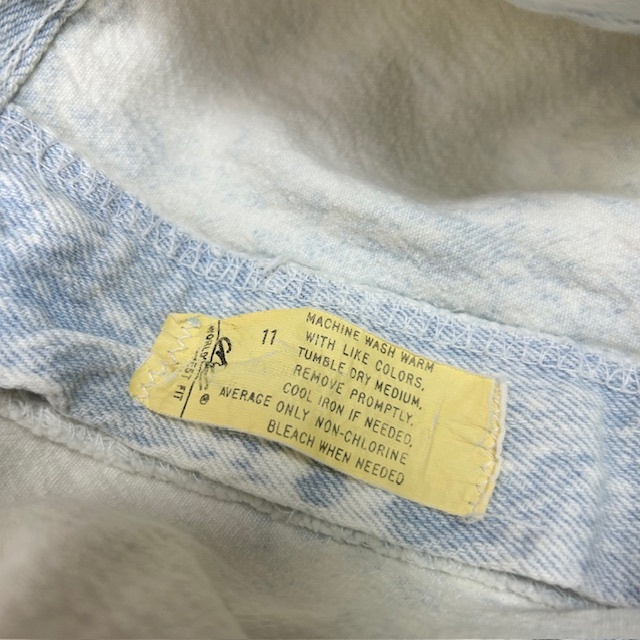 11
AVERAGE
MACHINE WASH WARM
WITH LIKE COLORS.
TUMBLE DRY MEDIUM.
REMOVE PROMPTLY.
COOL IRON IF NEEDED.
ONLY NON-CHLORINE
BLEACH WHEN NEEDED
FIT
®